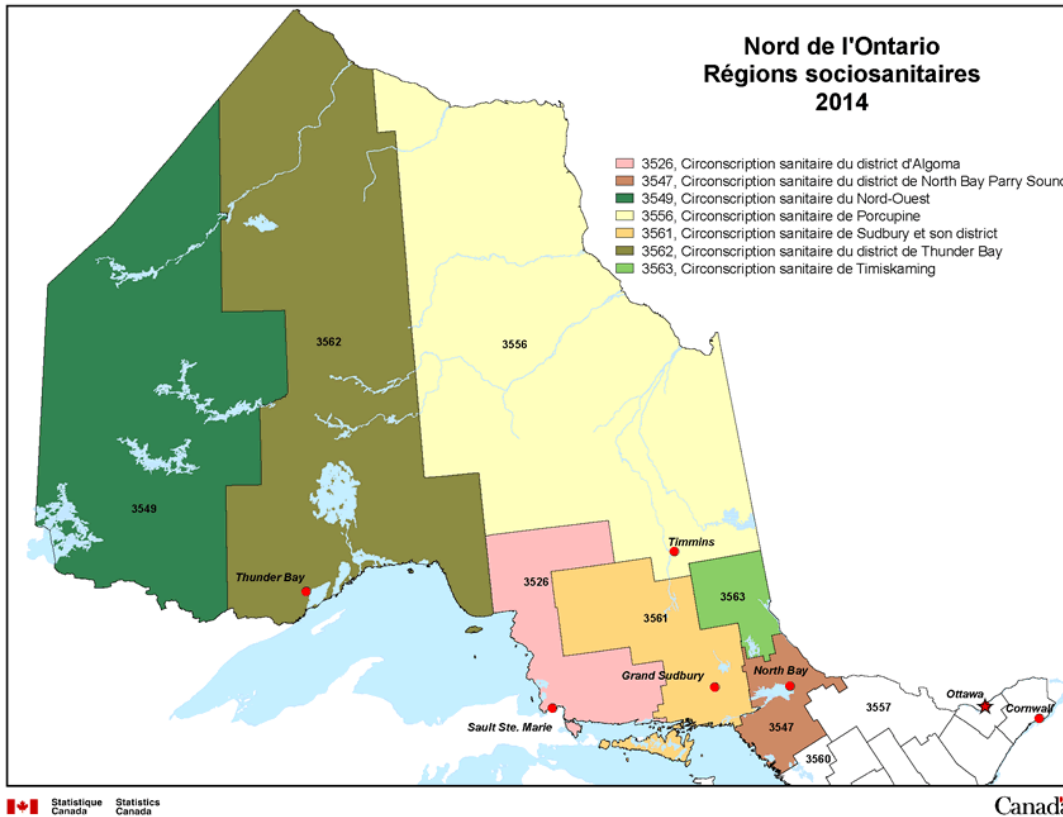 Nord de l'Ontario
Régions sociosanitaires
2014
3526, Circonscription sanitaire du district d'Algoma
3547, Circonscription sanitaire du district de North Bay Parry Sound
3549, Circonscription sanitaire du Nord-Ouest
3556, Circonscription sanitaire de Porcupine
3561, Circonscription sanitaire de Sudbury et son district
3562, Circonscription sanitaire du district de Thunder Bay
3563, Circonscription sanitaire de Timiskaming
3562
3556
3549
Timmins
Thunder Bay
3526
3563
3561
Grand Sudbury
North Bay
Ottawa
Cornwall
3557
Sault Ste. Marie
3547
3560
Statistique Canada
Statistics Canada
Canada